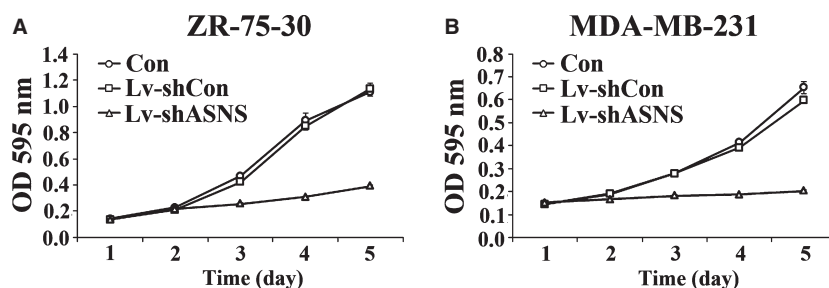 A
ZR-75-30
OD 595 nm
1.4
1.2
1.0
0.8
0.6
0.4
0.2
0.0
Con
Lv-shCon
Lv-shASNS
1 2 3 4 5
Time (day)
B
MDA-MB-231
OD 595 nm
0.8
0.7
0.6
0.5
0.4
0.3
0.2
0.1
0.0
Con
Lv-shCon
Lv-shASNS
1 2 3 4 5
Time (day)